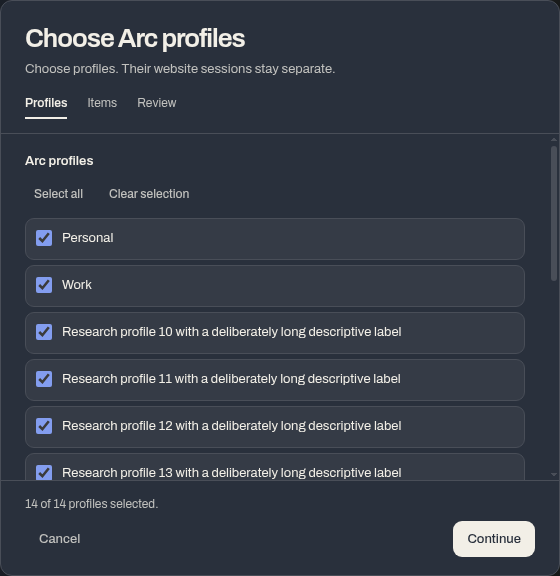 Choose Arc profiles
Choose profiles. Their website sessions stay separate.
Profiles Items Review
Arc profiles
Select all Clear selection
Personal
Work
Research profile 10 with a deliberately long descriptive label
Research profile 11 with a deliberately long descriptive label
Research profile 12 with a deliberately long descriptive label
Research profile 13 with a deliberately long descriptive label
14 of 14 profiles selected.
Cancel Continue